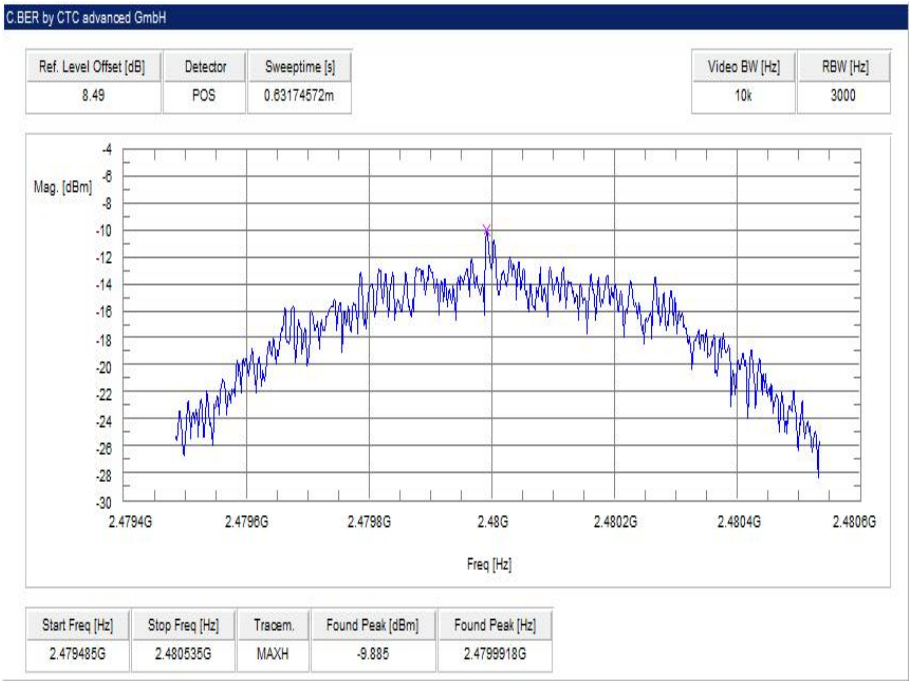 C.BER by CTC advanced GmbH
Ref. Level Offset [dB] Detector Sweeptime [s] Video BW [Hz] RBW [Hz]
8.49 POS 0.63174572m 10k 3000
-4
Mag. [dBm]
-6
-8
-10
-12
-14
-16
-18
-20
-22
-24
-26
-28
-30
2.4794G 2.4796G 2.4798G 2.48G 2.4802G 2.4804G 2.4806G
Freq [Hz]
Start Freq [Hz] Stop Freq [Hz] Tracem. Found Peak [dBm] Found Peak [Hz]
2.479485G 2.480535G MAXH -9.885 2.4799918G